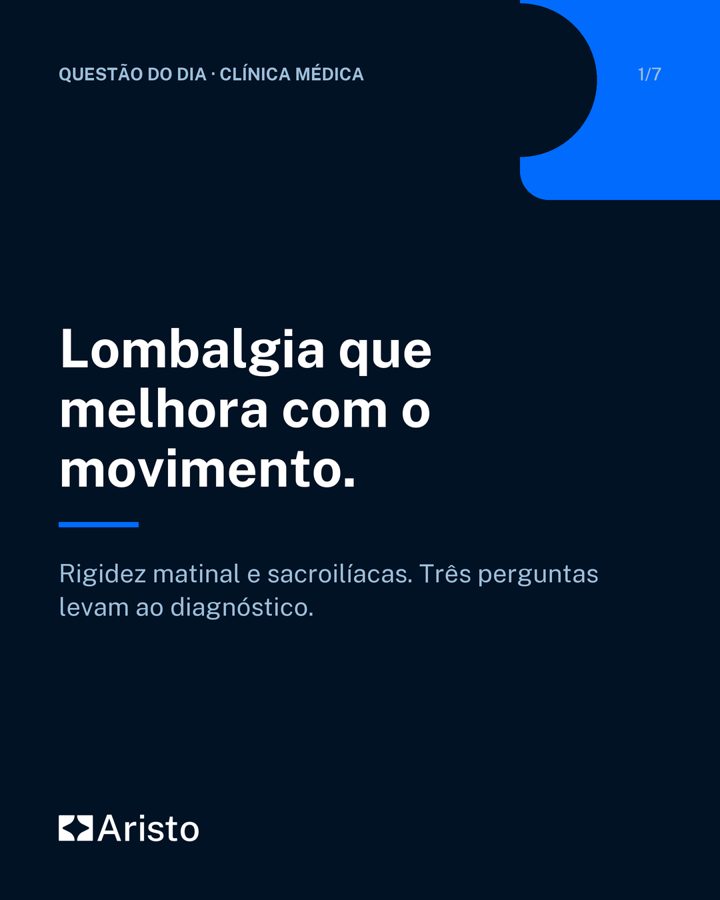 QUESTÃO DO DIA · CLÍNICA MÉDICA
1/7
Lombalgia que
melhora com o
movimento.
Rigidez matinal e sacroilíacas. Três perguntas
levam ao diagnóstico.
Aristo